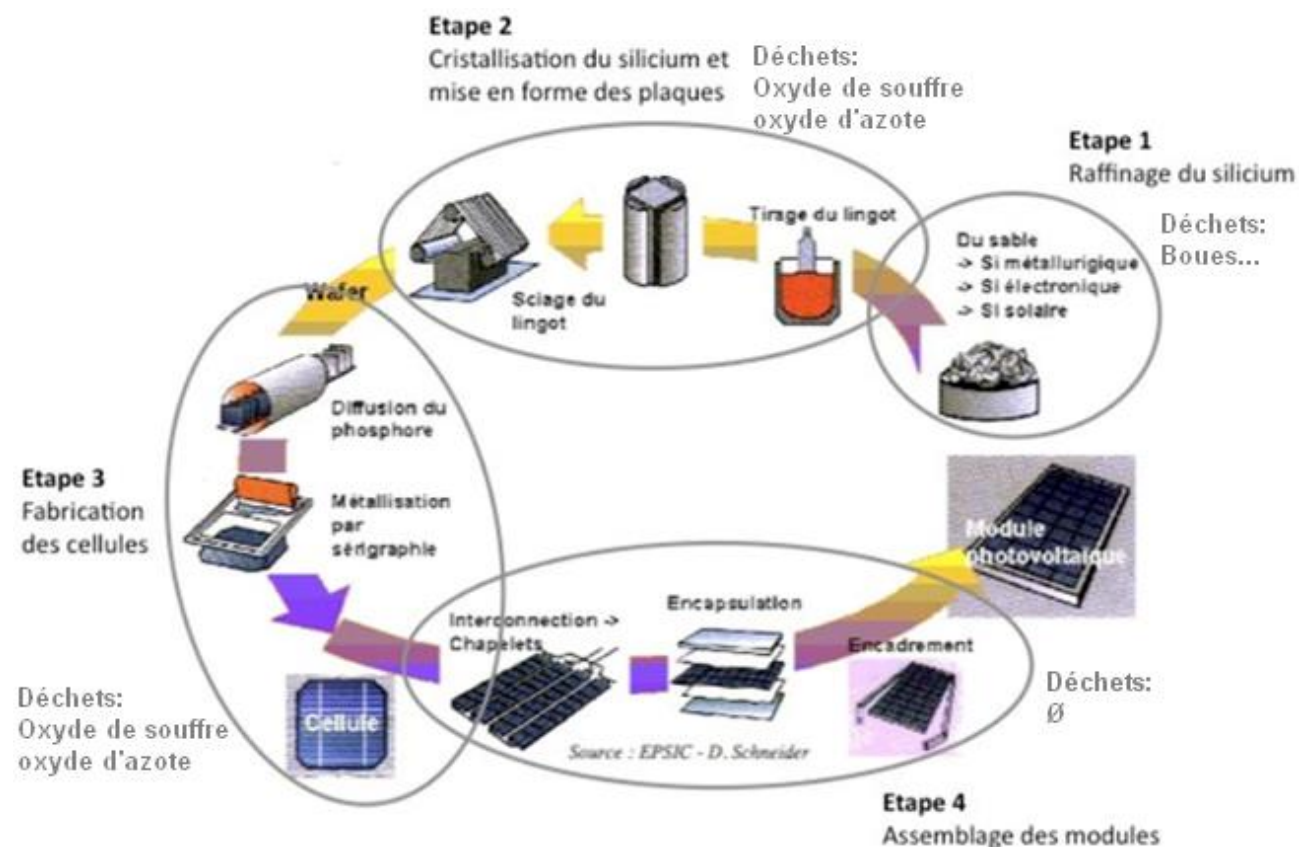 Etape 2
Cristallisation du silicium et
mise en forme des plaques
Déchets:
Oxyde de souffre
oxyde d'azote
Etape 1
Raffinage du silicium
Déchets:
Boues...
Tirage du lingot
Du sable
-> Si métallurigique
-> Si électronique
-> Si solaire
Sciage du
lingot
Wafer
Diffusion du
phosphore
Etape 3
Fabrication
des cellules
Métallisation
par
sérigraphie
Module
photovoltaïque
Interconnection ->
Chapelets
Encapsulation
Encadrement
Déchets:
Oxyde de souffre
oxyde d'azote
Cellule
Déchets:
Ø
Source : EPSIC - D. Schneider
Etape 4
Assemblage des modules